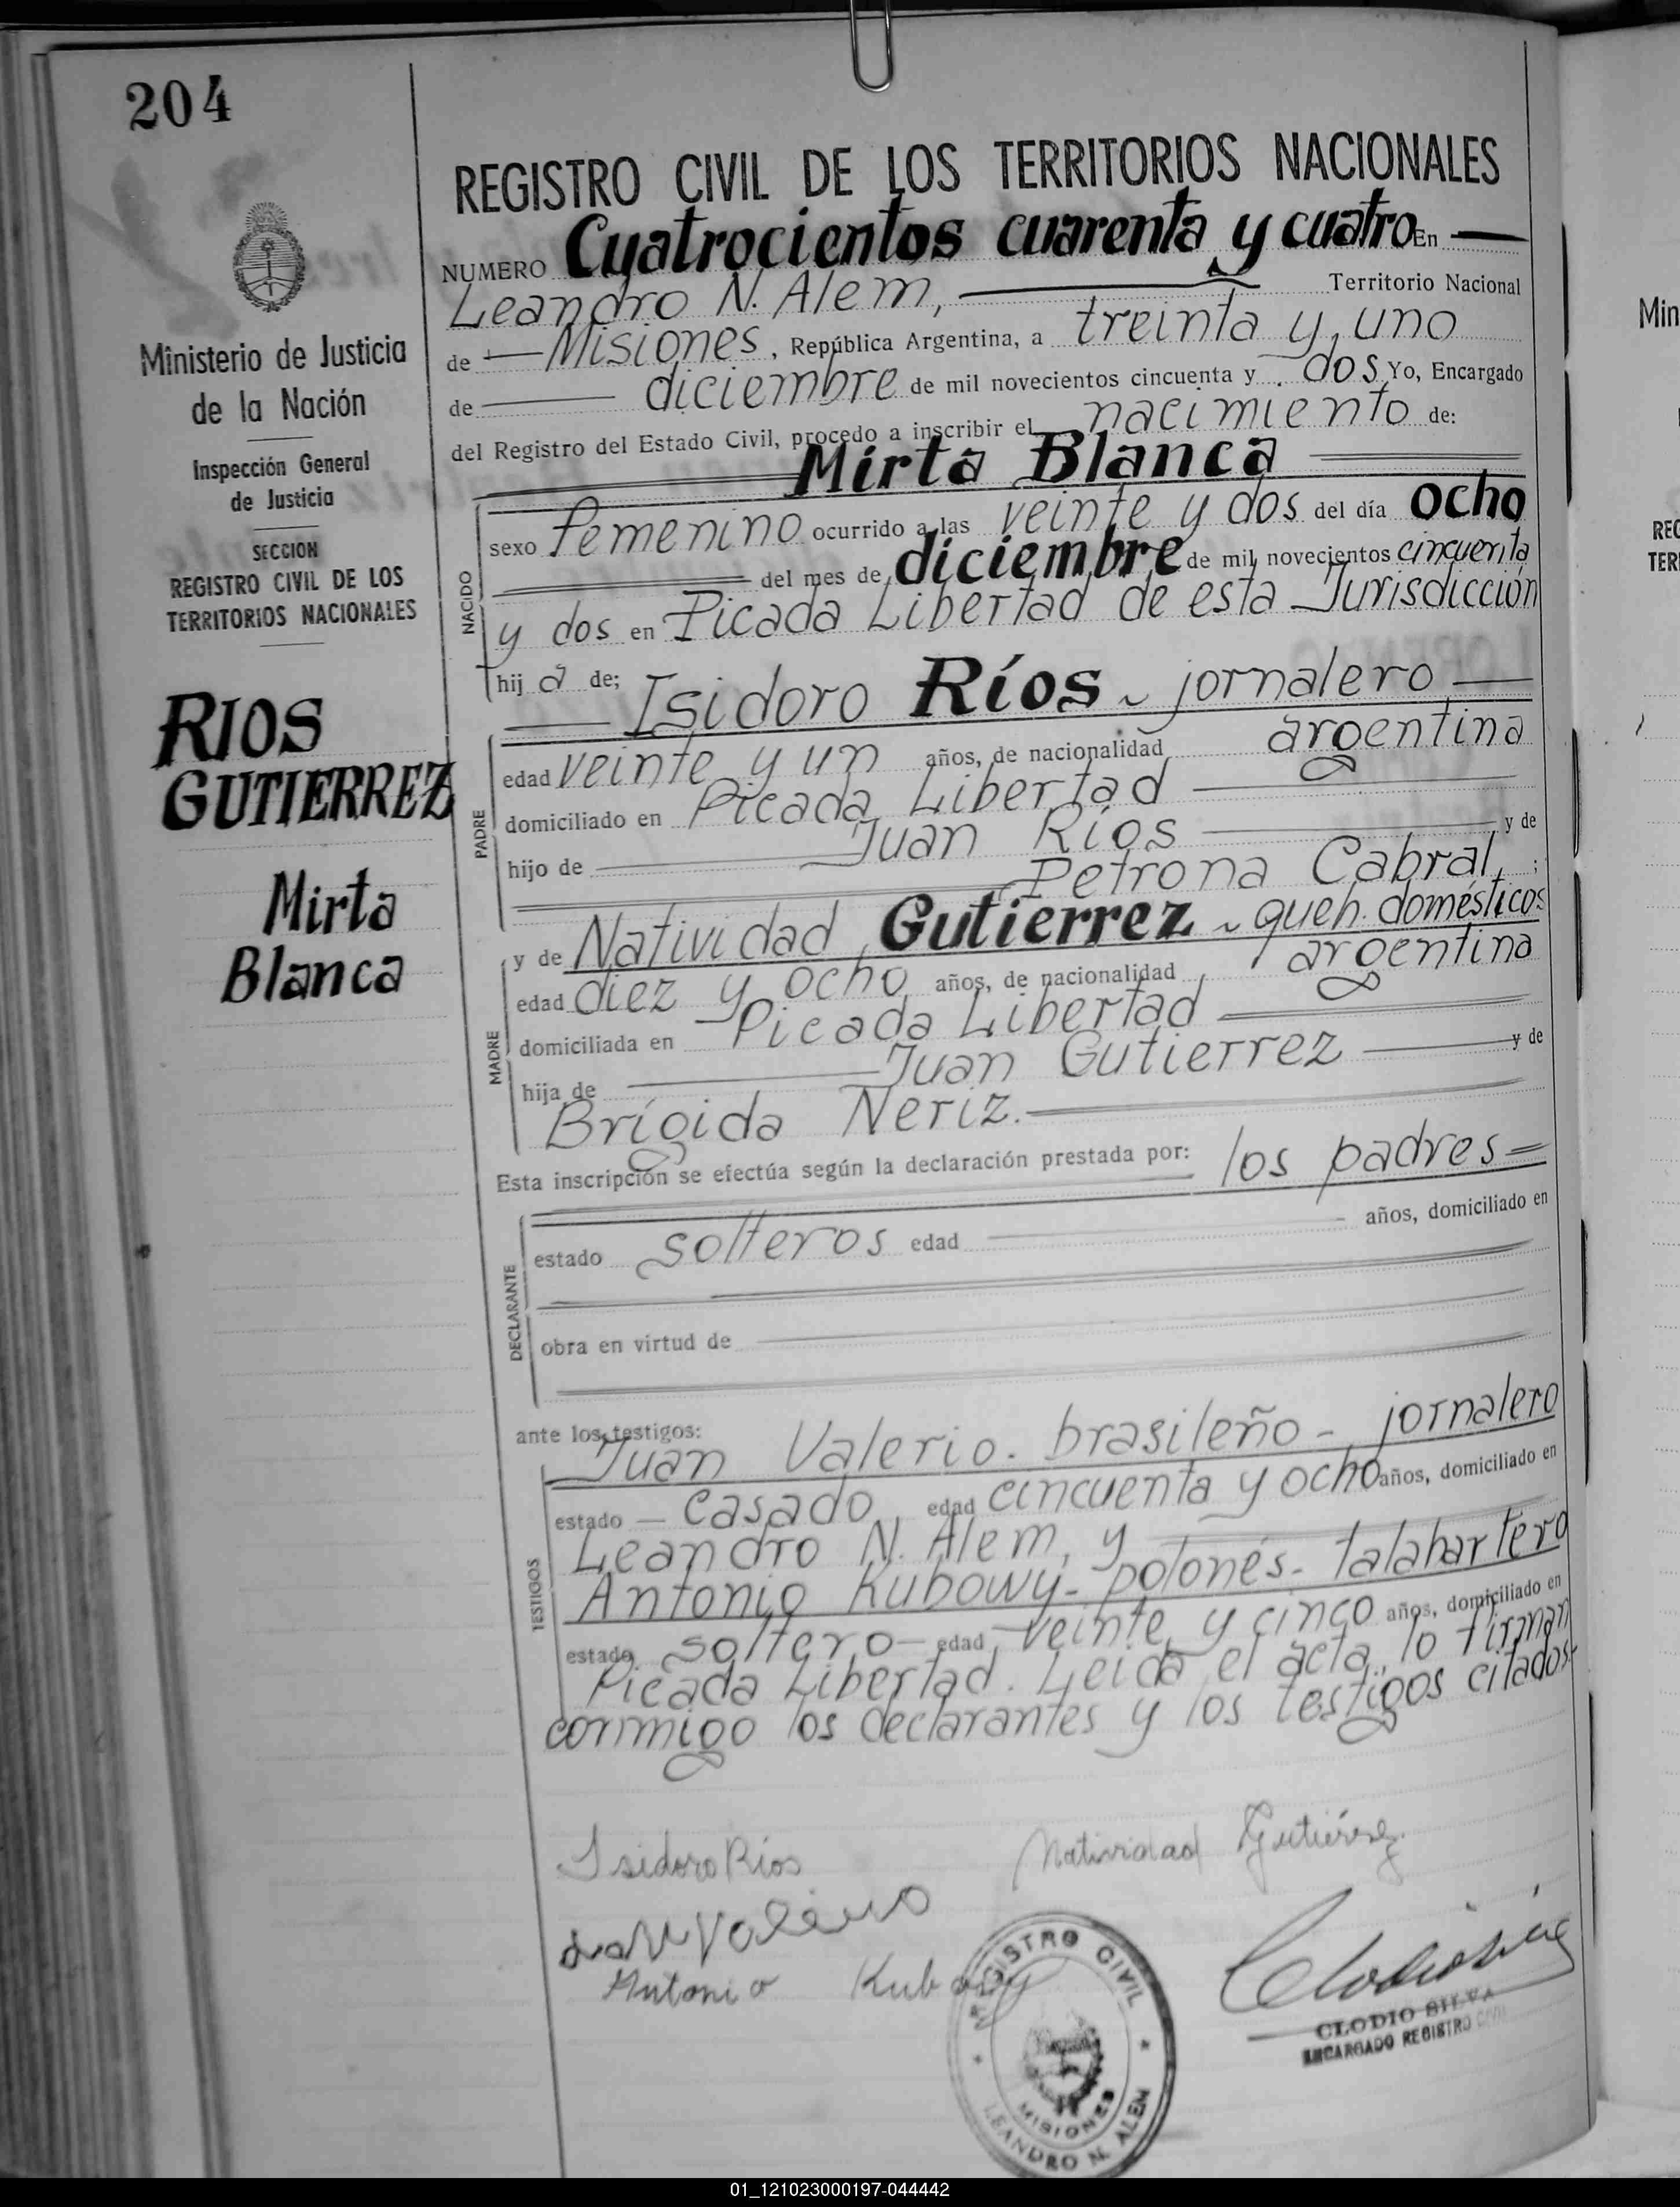 204
REGISTRO CIVIL DE LOS TERRITORIOS NACIONALES
NUMERO Cuatrocientos cuarenta y cuatro En
Leandro N. Alem, Territorio Nacional
de Misiones, República Argentina, a treinta y uno
de diciembre de mil novecientos cincuenta y dos Yo, Encargado
del Registro del Estado Civil, procedo a inscribir el nacimiento de:
Mirta Blanca
sexo femenino ocurrido a las veinte y dos del día ocho
del mes de diciembre de mil novecientos cincuenta
y dos en Picada Libertad de esta Jurisdicción
hij a de;
Isidoro Ríos ~ jornalero
edad veinte y un años, de nacionalidad argentina
domiciliado en Picada Libertad
hijo de Juan Ríos y de
Petrona Cabral, ;
y de Natividad Gutierrez ~ queh. domésticos
edad diez y ocho años, de nacionalidad argentina
domiciliada en Picada Libertad
hija de Juan Gutierrez y de
Brígida Neriz.
Esta inscripción se efectúa según la declaración prestada por: los padres=
estado solteros edad años, domiciliado en
obra en virtud de
ante los testigos:
Juan Valerio. brasileño - jornalero
estado casado edad cincuenta y ocho años, domiciliado en
Leandro N. Alem, y
Antonio Kubowy- polonés- talabartero
estado soltero edad veinte y cinco años, domiciliado en
Picada Libertad. Leida el acta, lo firman
conmigo los declarantes y los testigos citados-
NACIDO
PADRE
MADRE
DECLARANTE
TESTIGOS
Ministerio de Justicia
de la Nación
Inspección General
de Justicia
SECCION
REGISTRO CIVIL DE LOS
TERRITORIOS NACIONALES
RIOS
GUTIERREZ
Mirta
Blanca
Isidoro Ríos Natividad Gutiérrez
Juan Valerio
Antonio Kubowy
REGISTRO CIVIL
MISIONES
LEANDRO N. ALEM
CLODIO SILVA
ENCARGADO REGISTRO CIVIL
Min
REG
TER
01_121023000197-044442